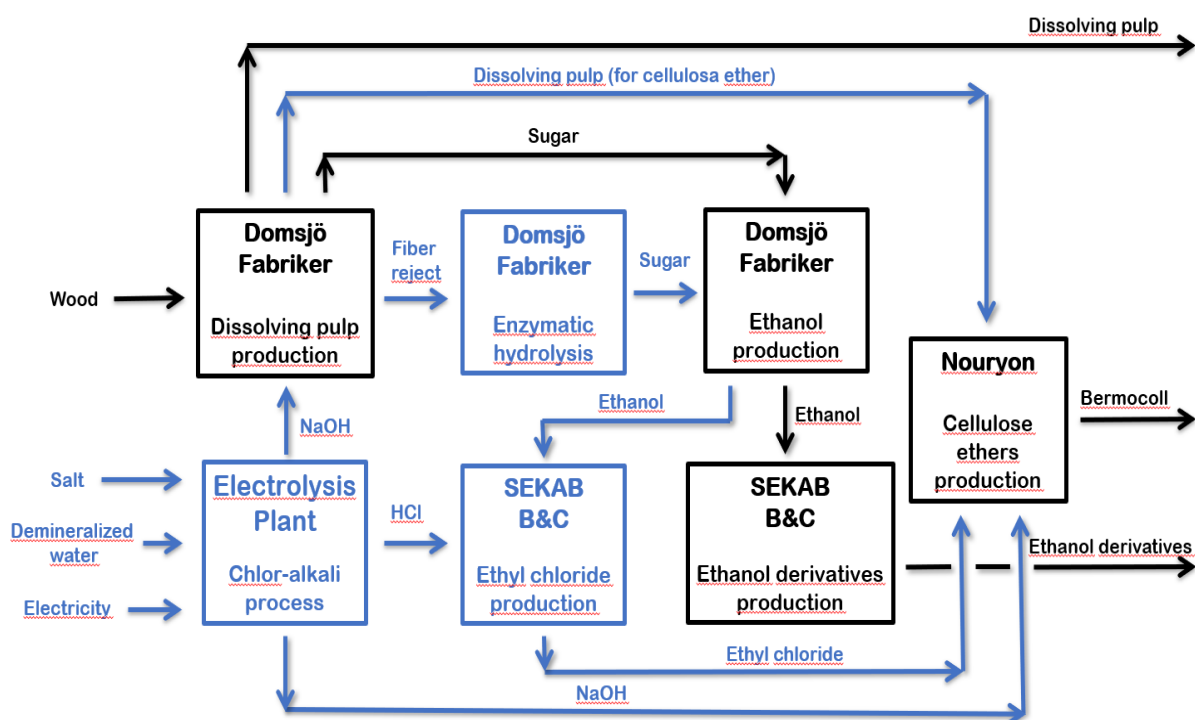 Dissolving pulp
Dissolving pulp (for cellulosa ether)
Sugar
Domsjö
Fabriker
Dissolving pulp
production
Fiber
reject
Domsjö
Fabriker
Enzymatic
hydrolysis
Sugar
Domsjö
Fabriker
Ethanol
production
Wood
Nouryon
Cellulose
ethers
production
Bermocoll
NaOH
Ethanol
Ethanol
Salt
Demineralized
water
Electricity
Electrolysis
Plant
Chlor-alkali
process
HCl
SEKAB
B&C
Ethyl chloride
production
SEKAB
B&C
Ethanol derivatives
production
Ethanol derivatives
Ethyl chloride
NaOH